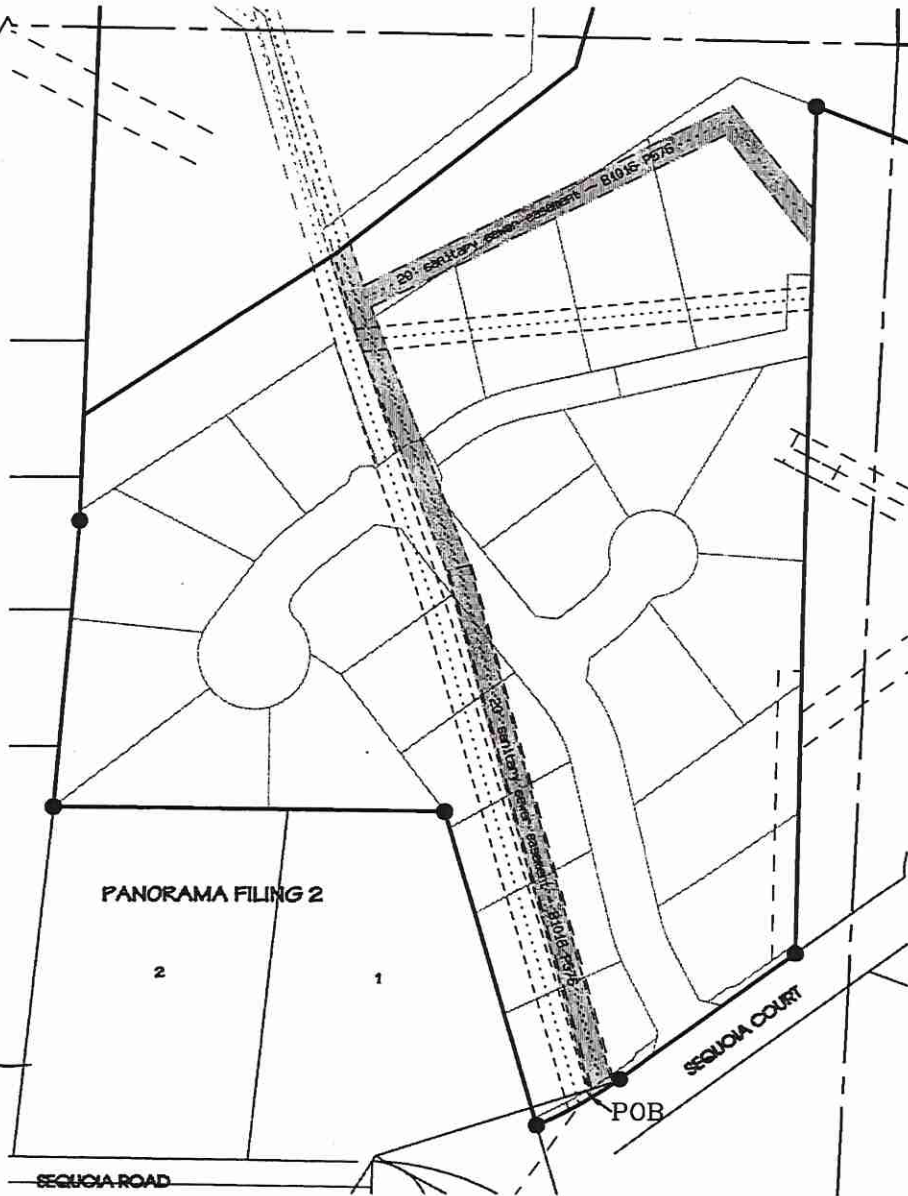 20' sanitary sewer easement - B1016 P576
20' sanitary sewer easement - B1016 P576
PANORAMA FILING 2
2
1
SEQUOIA COURT
POB
SEQUOIA ROAD